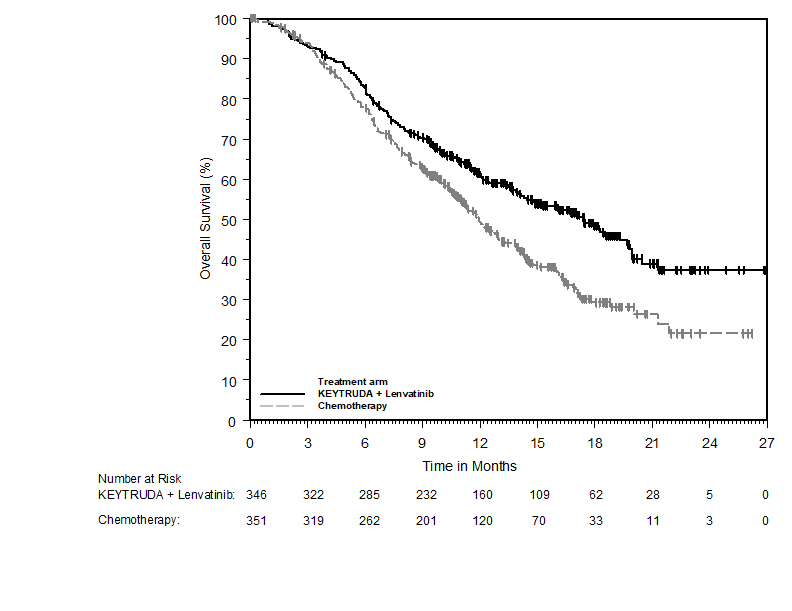 100
90
80
70
60
50
40
30
20
10
0
Overall Survival (%)
Treatment arm
KEYTRUDA + Lenvatinib
Chemotherapy
0 3 6 9 12 15 18 21 24 27
Time in Months
Number at Risk
KEYTRUDA + Lenvatinib: 346 322 285 232 160 109 62 28 5 0
Chemotherapy: 351 319 262 201 120 70 33 11 3 0